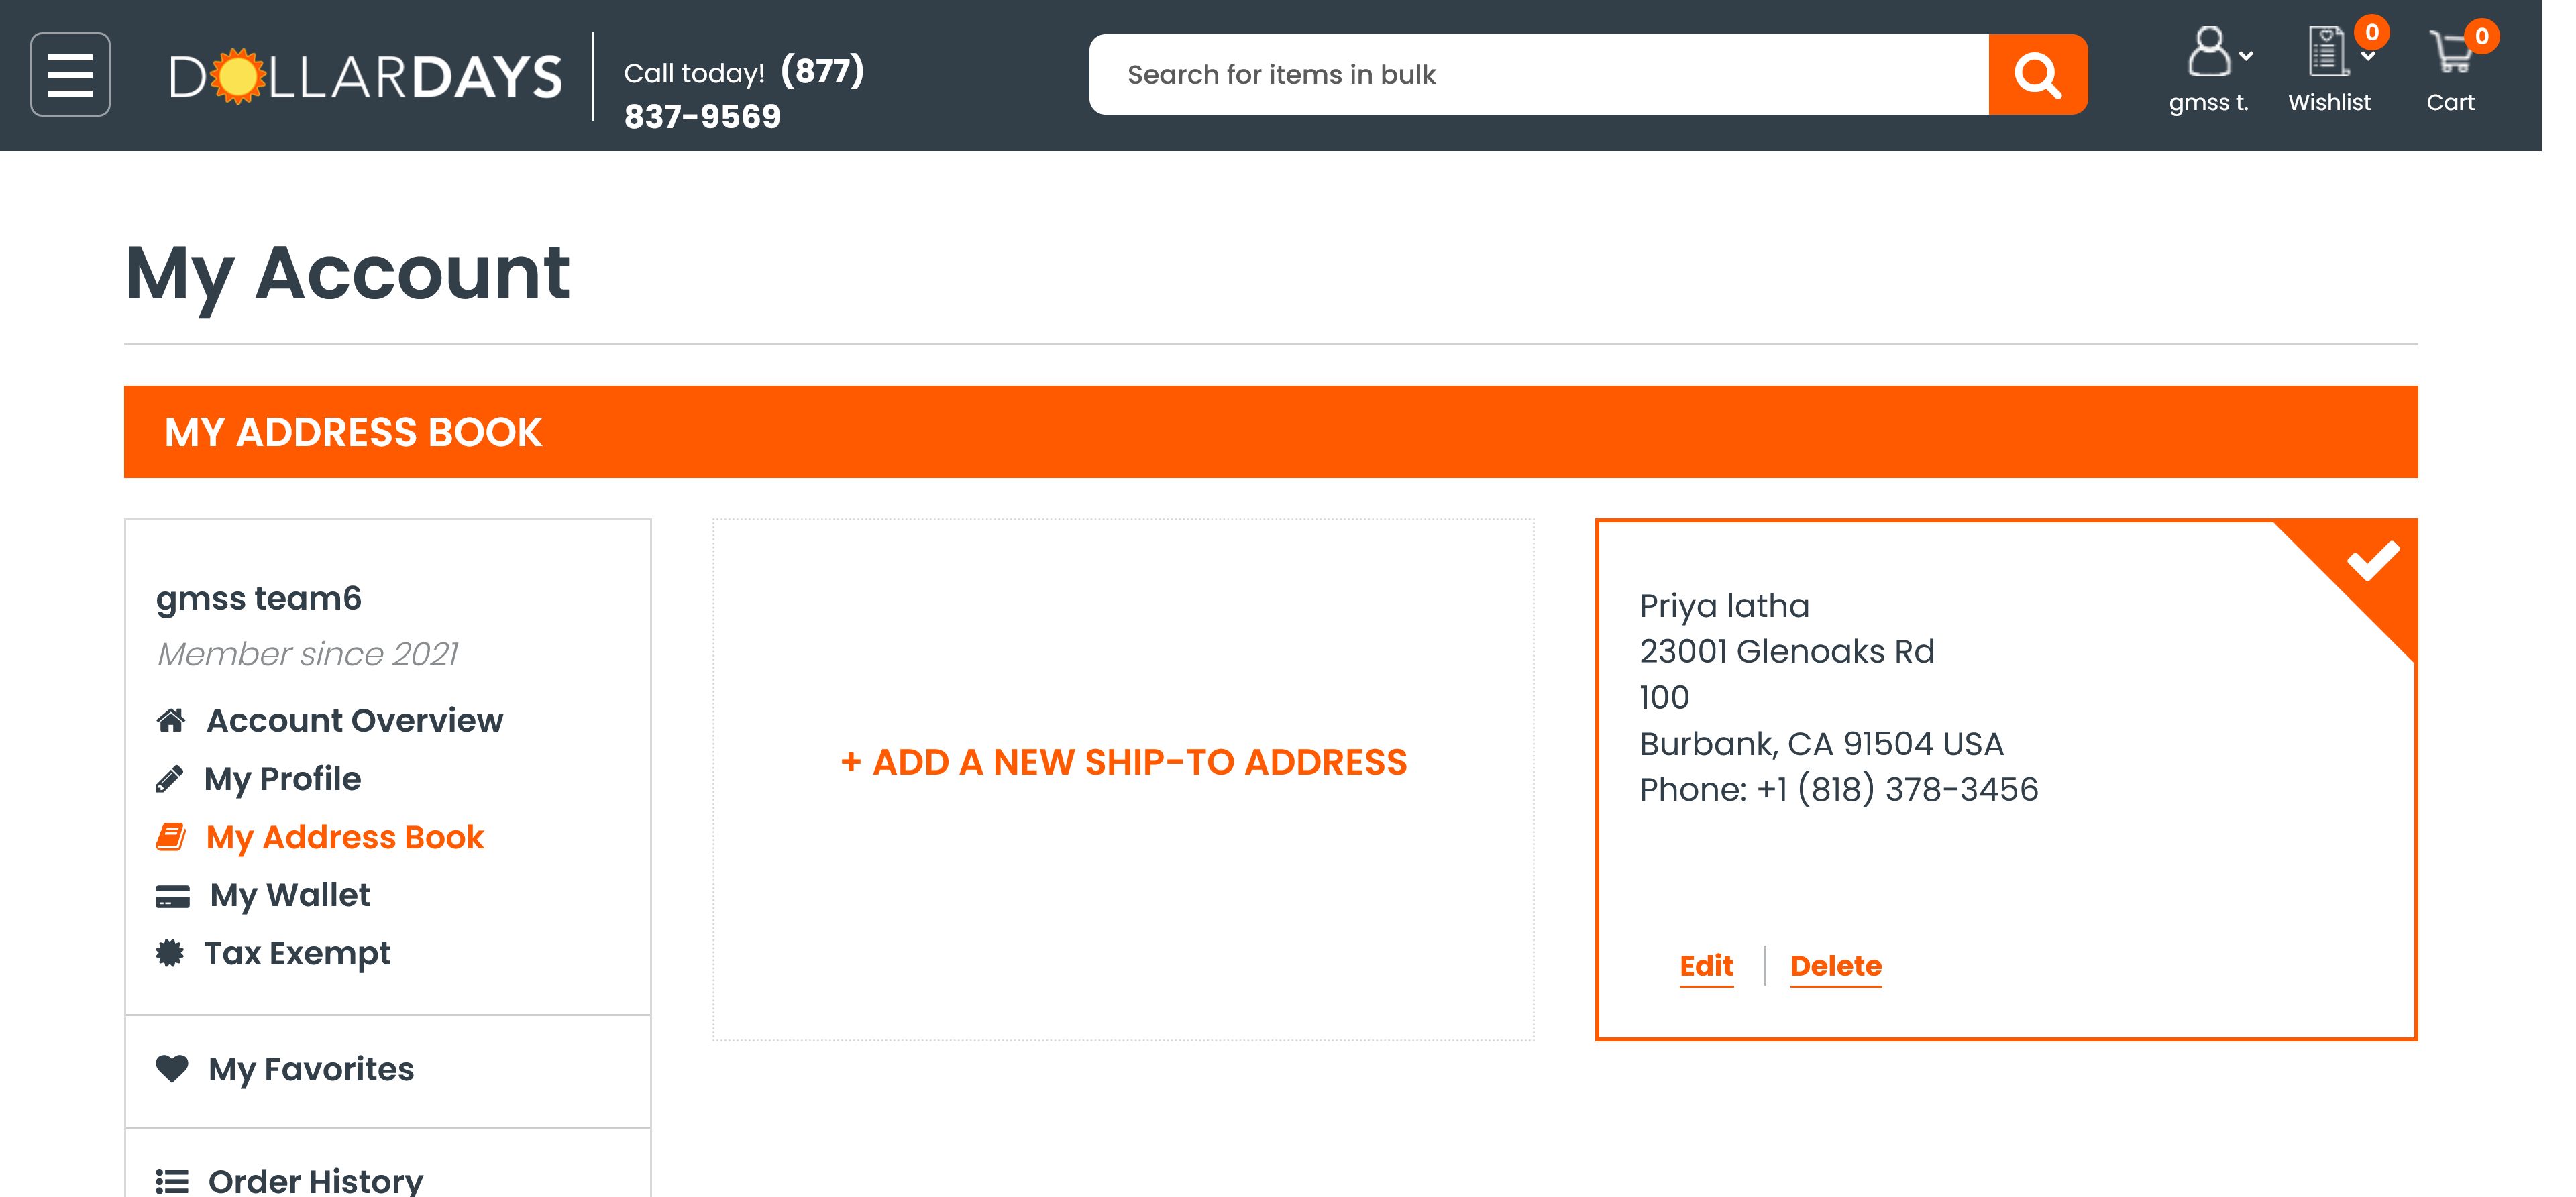 DOLLARDAYS
Call today! (877)
837-9569
Search for items in bulk
gmss t.
0
Wishlist
0
Cart
My Account
MY ADDRESS BOOK
gmss team6
Member since 2021
Account Overview
My Profile
My Address Book
My Wallet
Tax Exempt
My Favorites
Order History
+ ADD A NEW SHIP-TO ADDRESS
Priya latha
23001 Glenoaks Rd
100
Burbank, CA 91504 USA
Phone: +1 (818) 378-3456
Edit
Delete